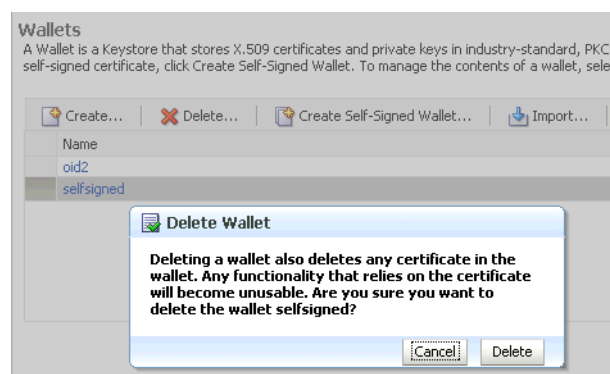 Wallets
A Wallet is a Keystore that stores X.509 certificates and private keys in industry-standard, PKC
self-signed certificate, click Create Self-Signed Wallet. To manage the contents of a wallet, sele
Create... Delete... Create Self-Signed Wallet... Import...
Name
oid2
selfsigned
Delete Wallet
Deleting a wallet also deletes any certificate in the
wallet. Any functionality that relies on the certificate
will become unusable. Are you sure you want to
delete the wallet selfsigned?
Cancel Delete